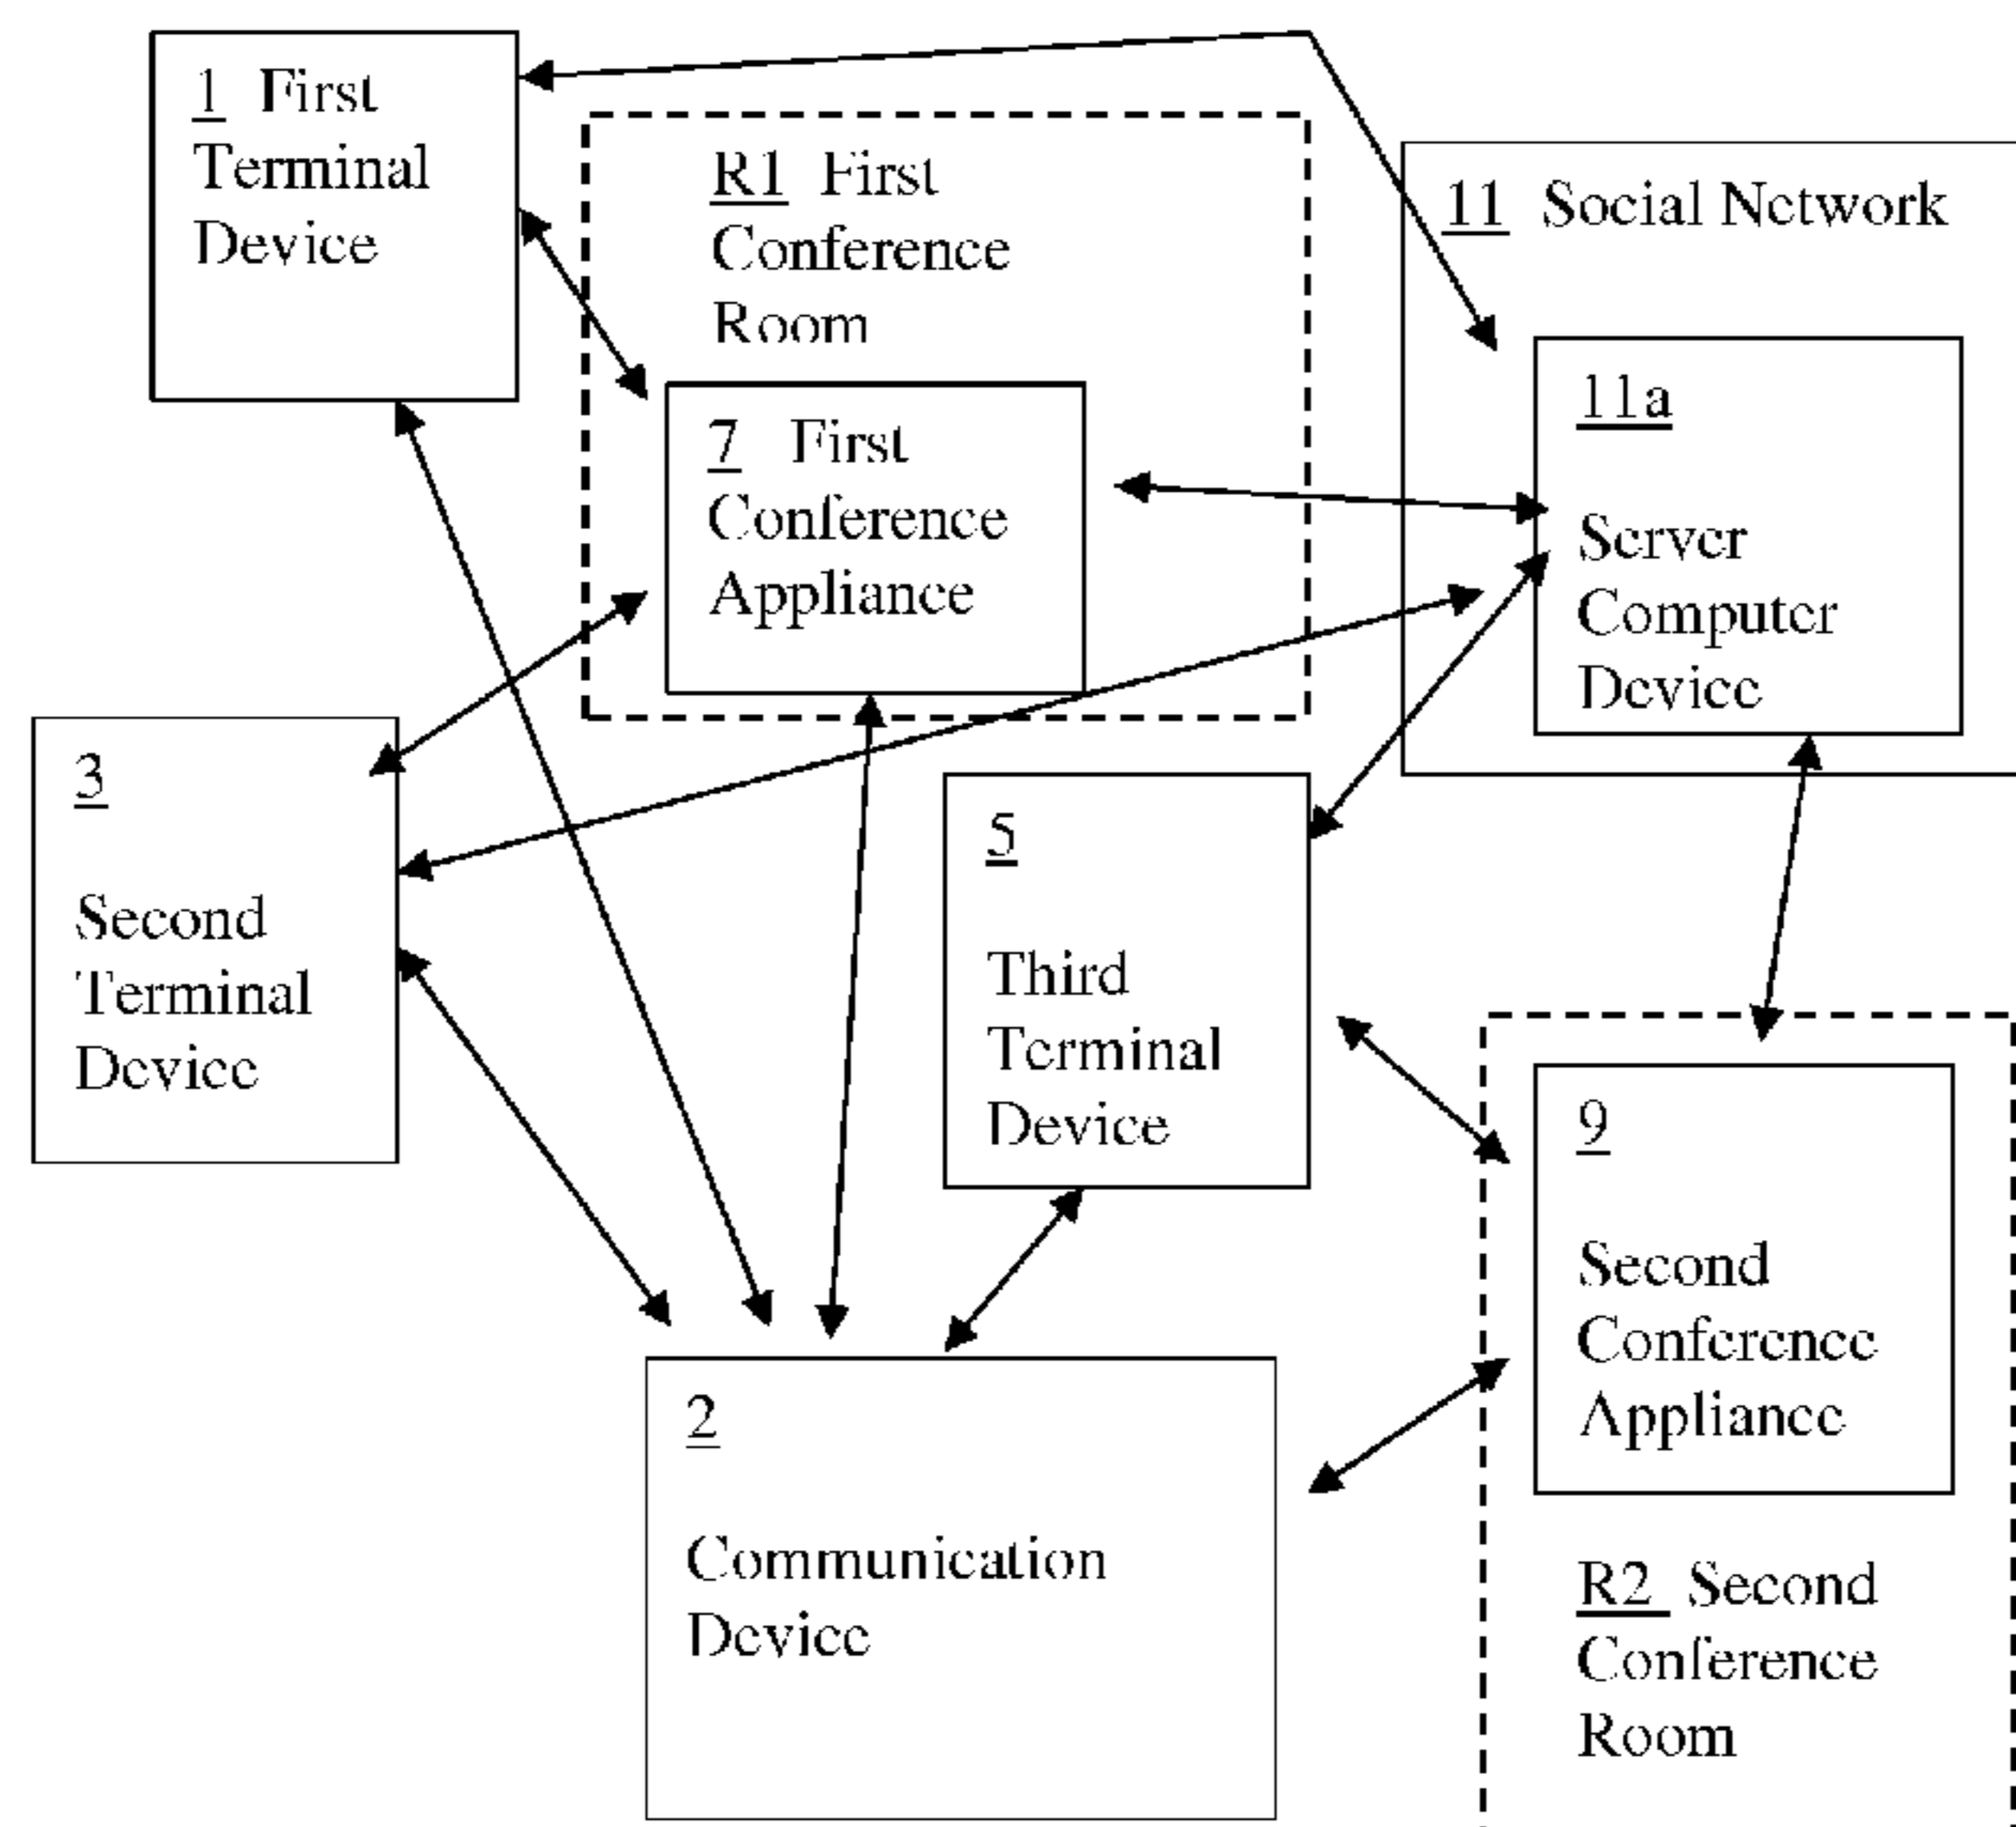 1 First
Terminal
Device
R1 First
Conference
Room
11 Social Network
7 First
Conference
Appliance
11a
Server
Computer
Device
3
Second
Terminal
Device
5
Third
Terminal
Device
9
Second
Conference
Appliance
2
Communication
Device
R2 Second
Conference
Room